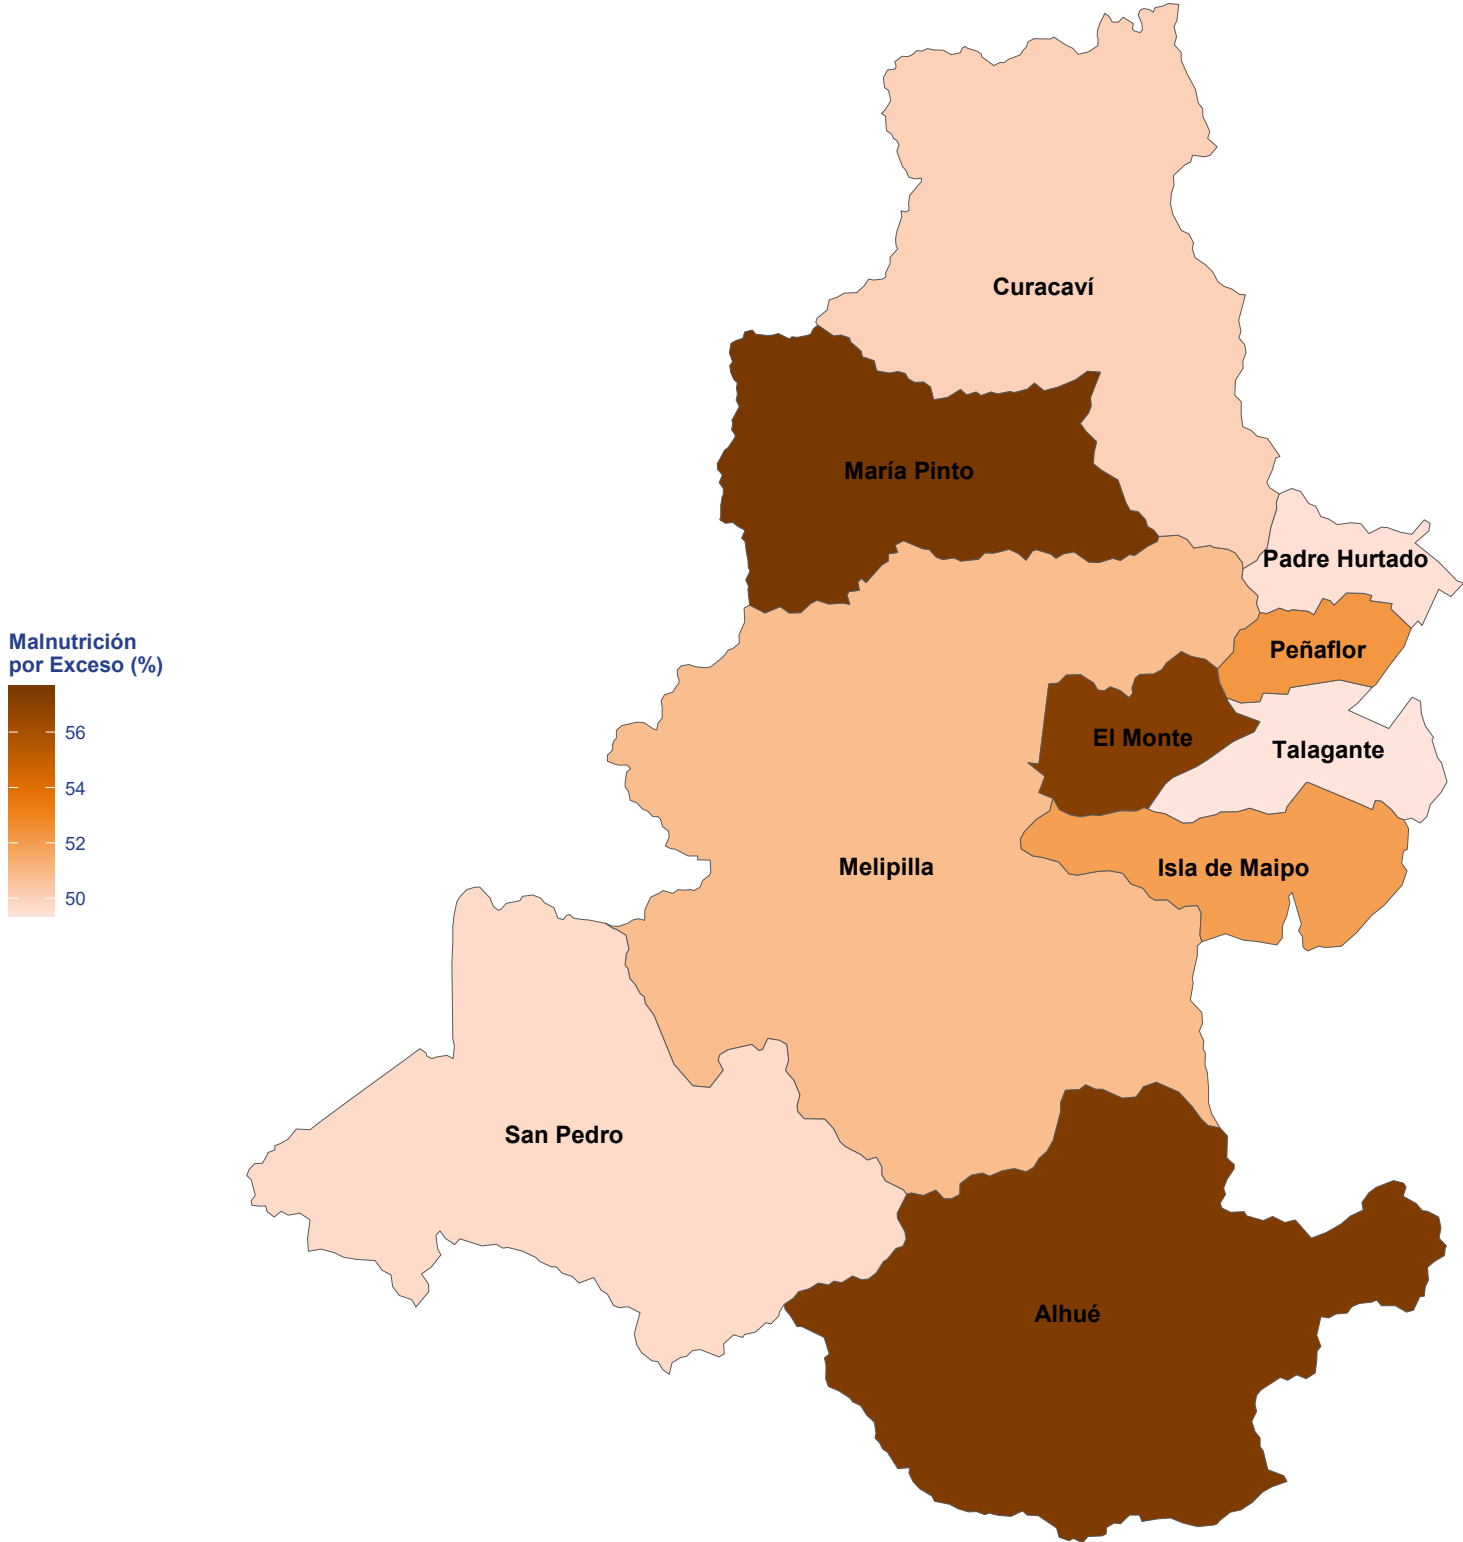 Curacaví
María Pinto
Padre Hurtado
Malnutrición
por Exceso (%)
56
54
52
50
Peñaflor
El Monte
Talagante
Melipilla
Isla de Maipo
San Pedro
Alhué